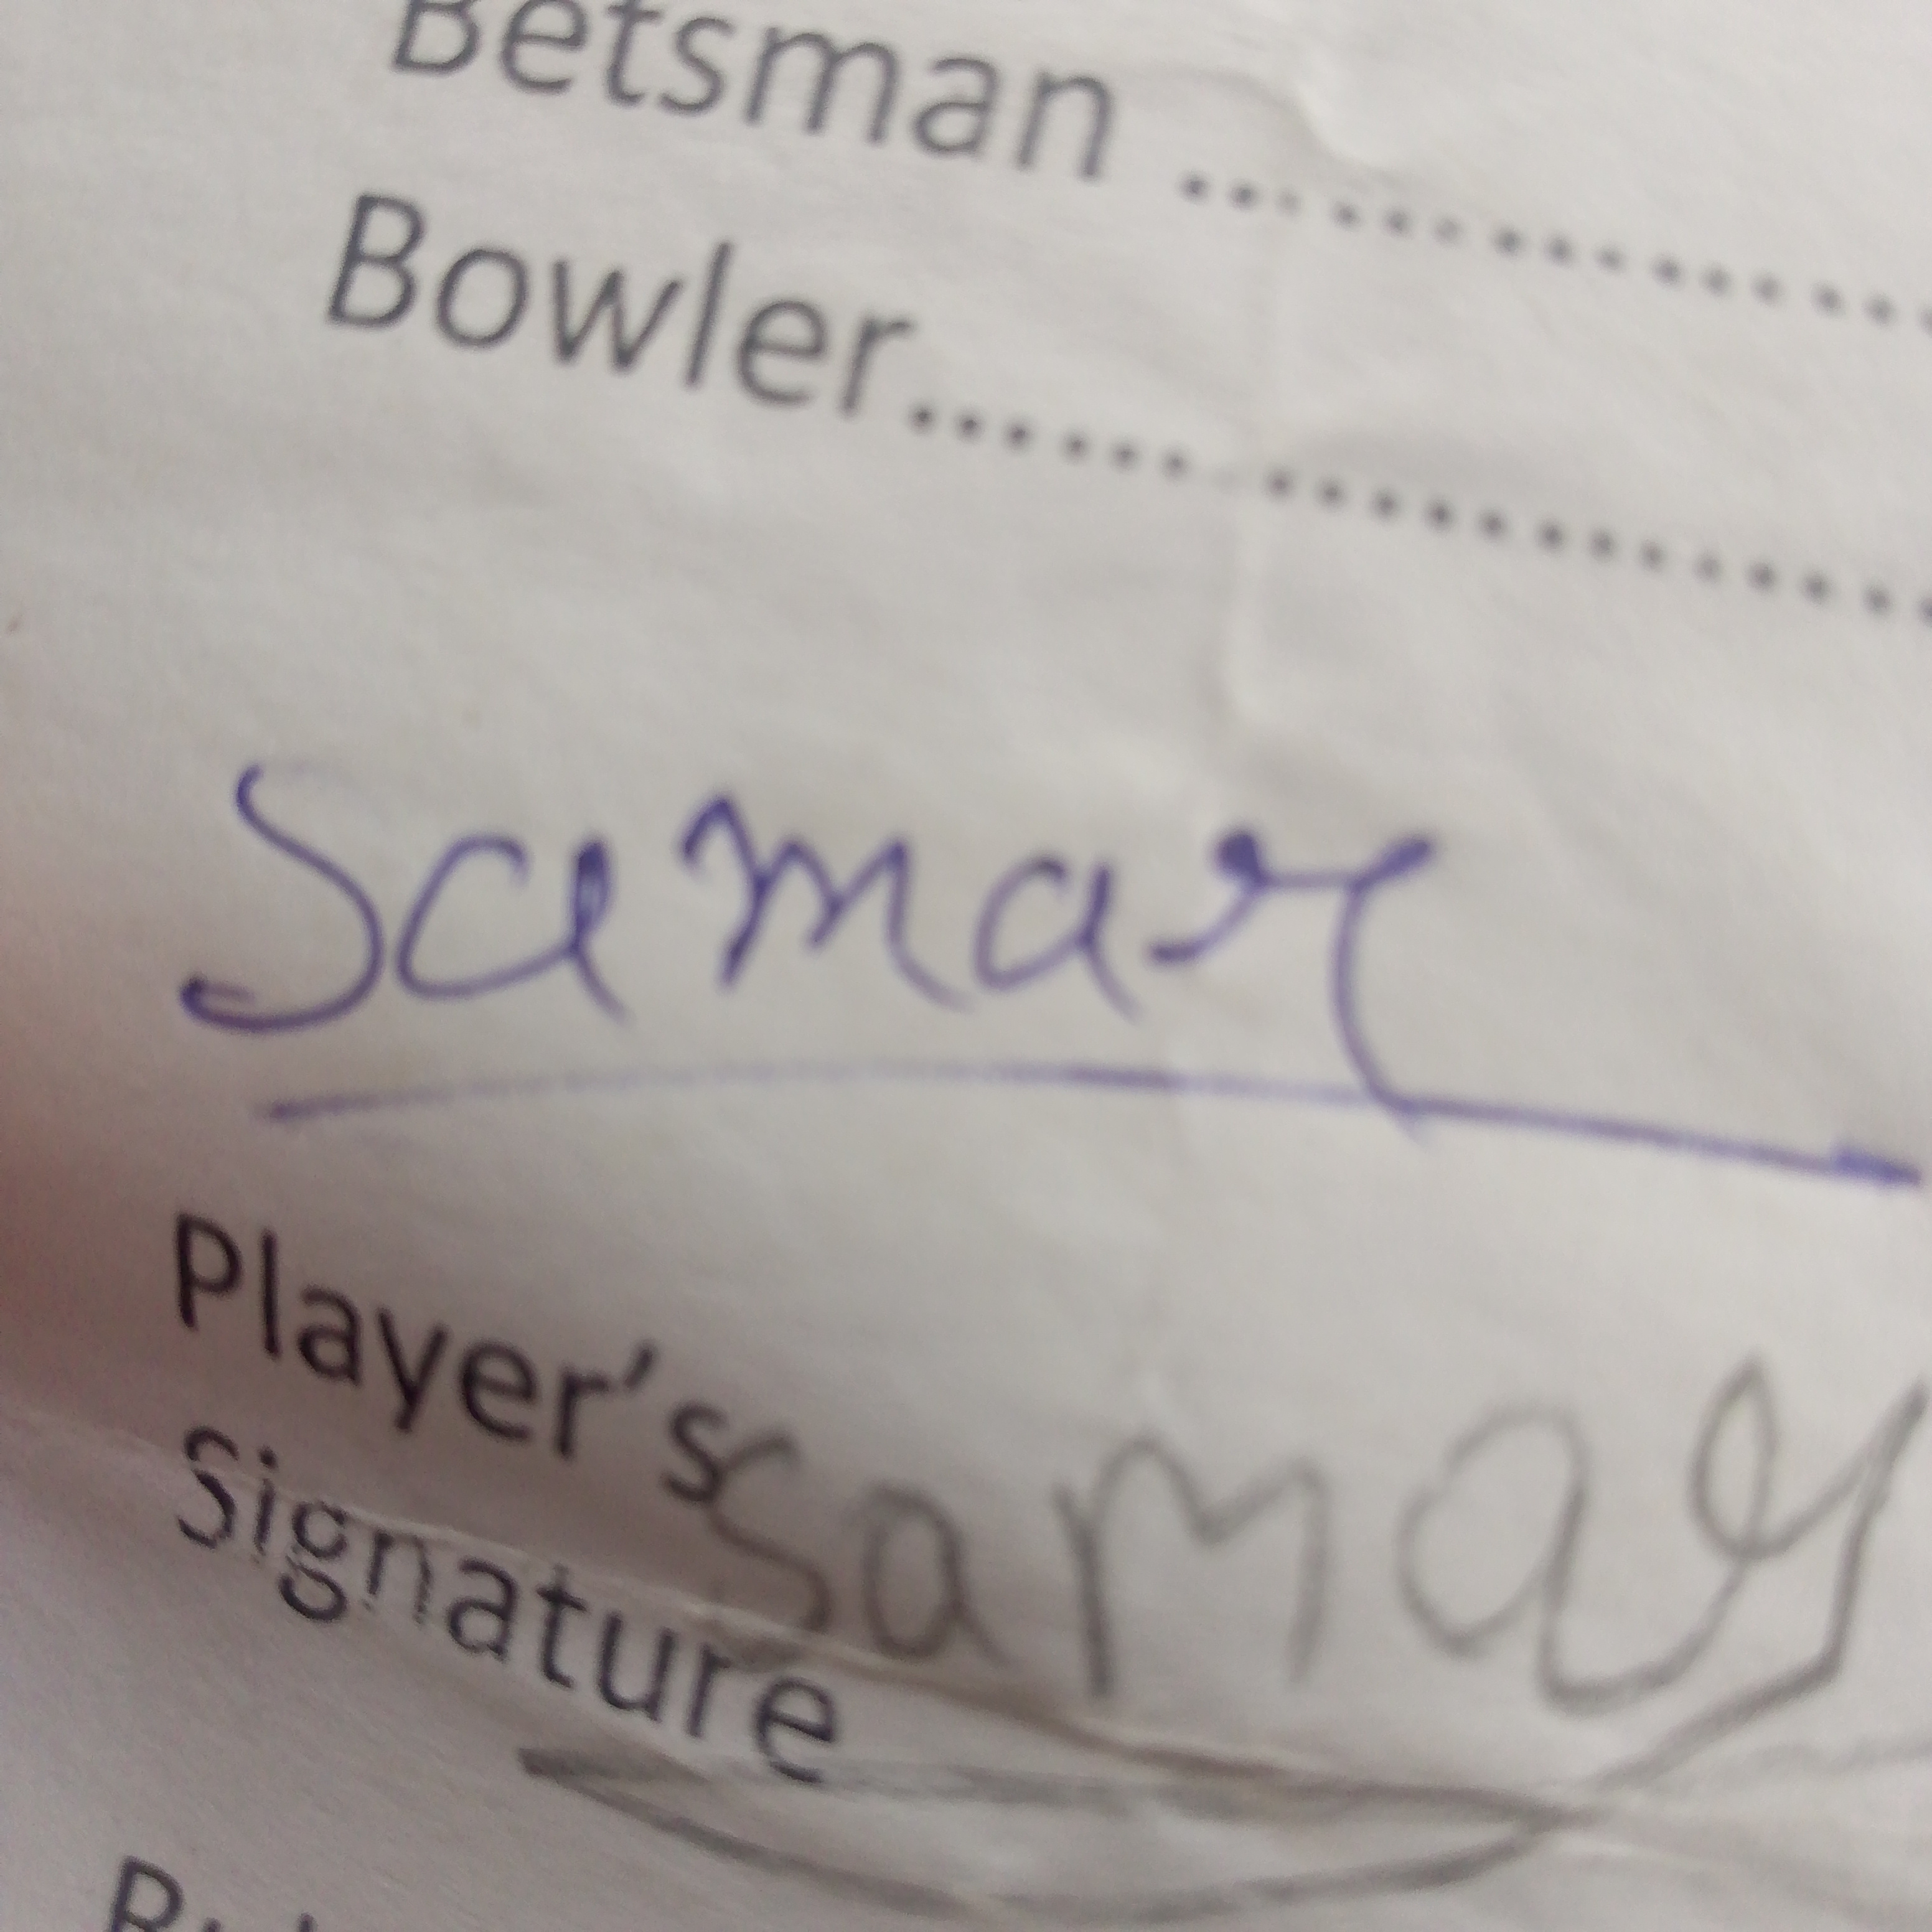 Betsman ..............
Bowler....................
Samar
Player's
Samar
Signature